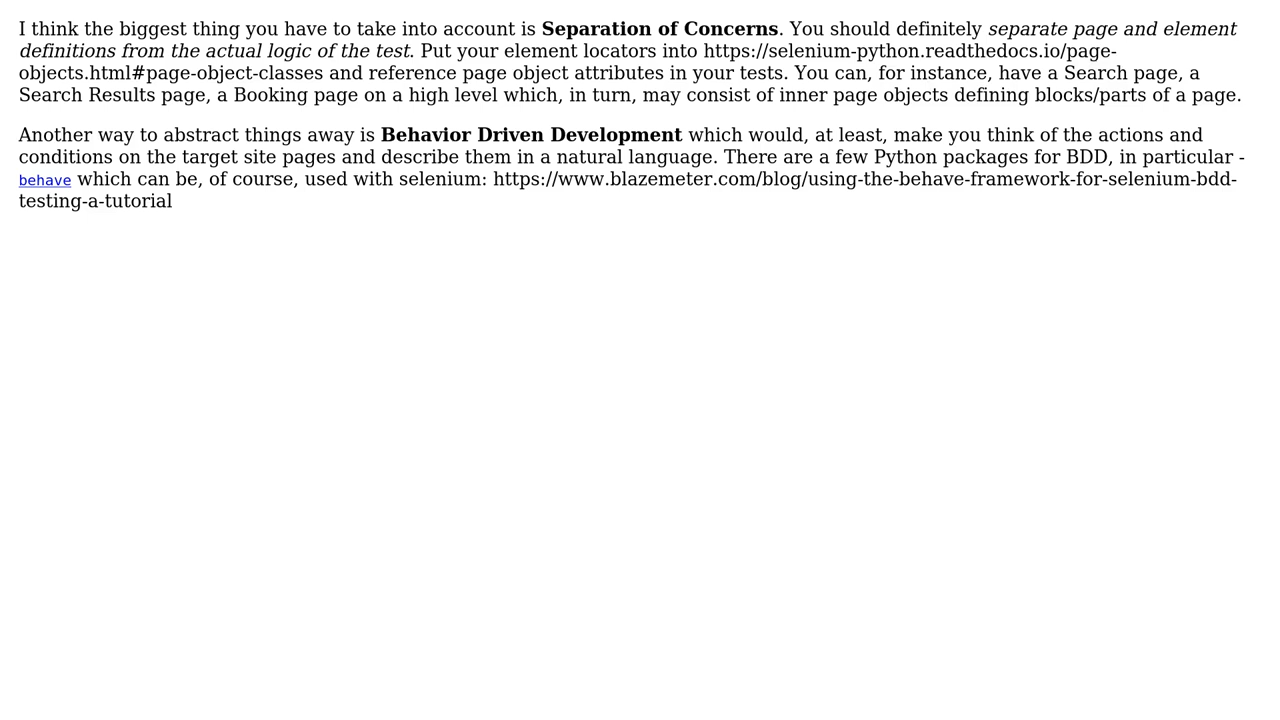 I think the biggest thing you have to take into account is Separation of Concerns. You should definitely separate page and element
definitions from the actual logic of the test. Put your element locators into https://selenium-python.readthedocs.io/page-
objects.html#page-object-classes and reference page object attributes in your tests. You can, for instance, have a Search page, a
Search Results page, a Booking page on a high level which, in turn, may consist of inner page objects defining blocks/parts of a page.
Another way to abstract things away is Behavior Driven Development which would, at least, make you think of the actions and
conditions on the target site pages and describe them in a natural language. There are a few Python packages for BDD, in particular -
behave which can be, of course, used with selenium: https://www.blazemeter.com/blog/using-the-behave-framework-for-selenium-bdd-
testing-a-tutorial